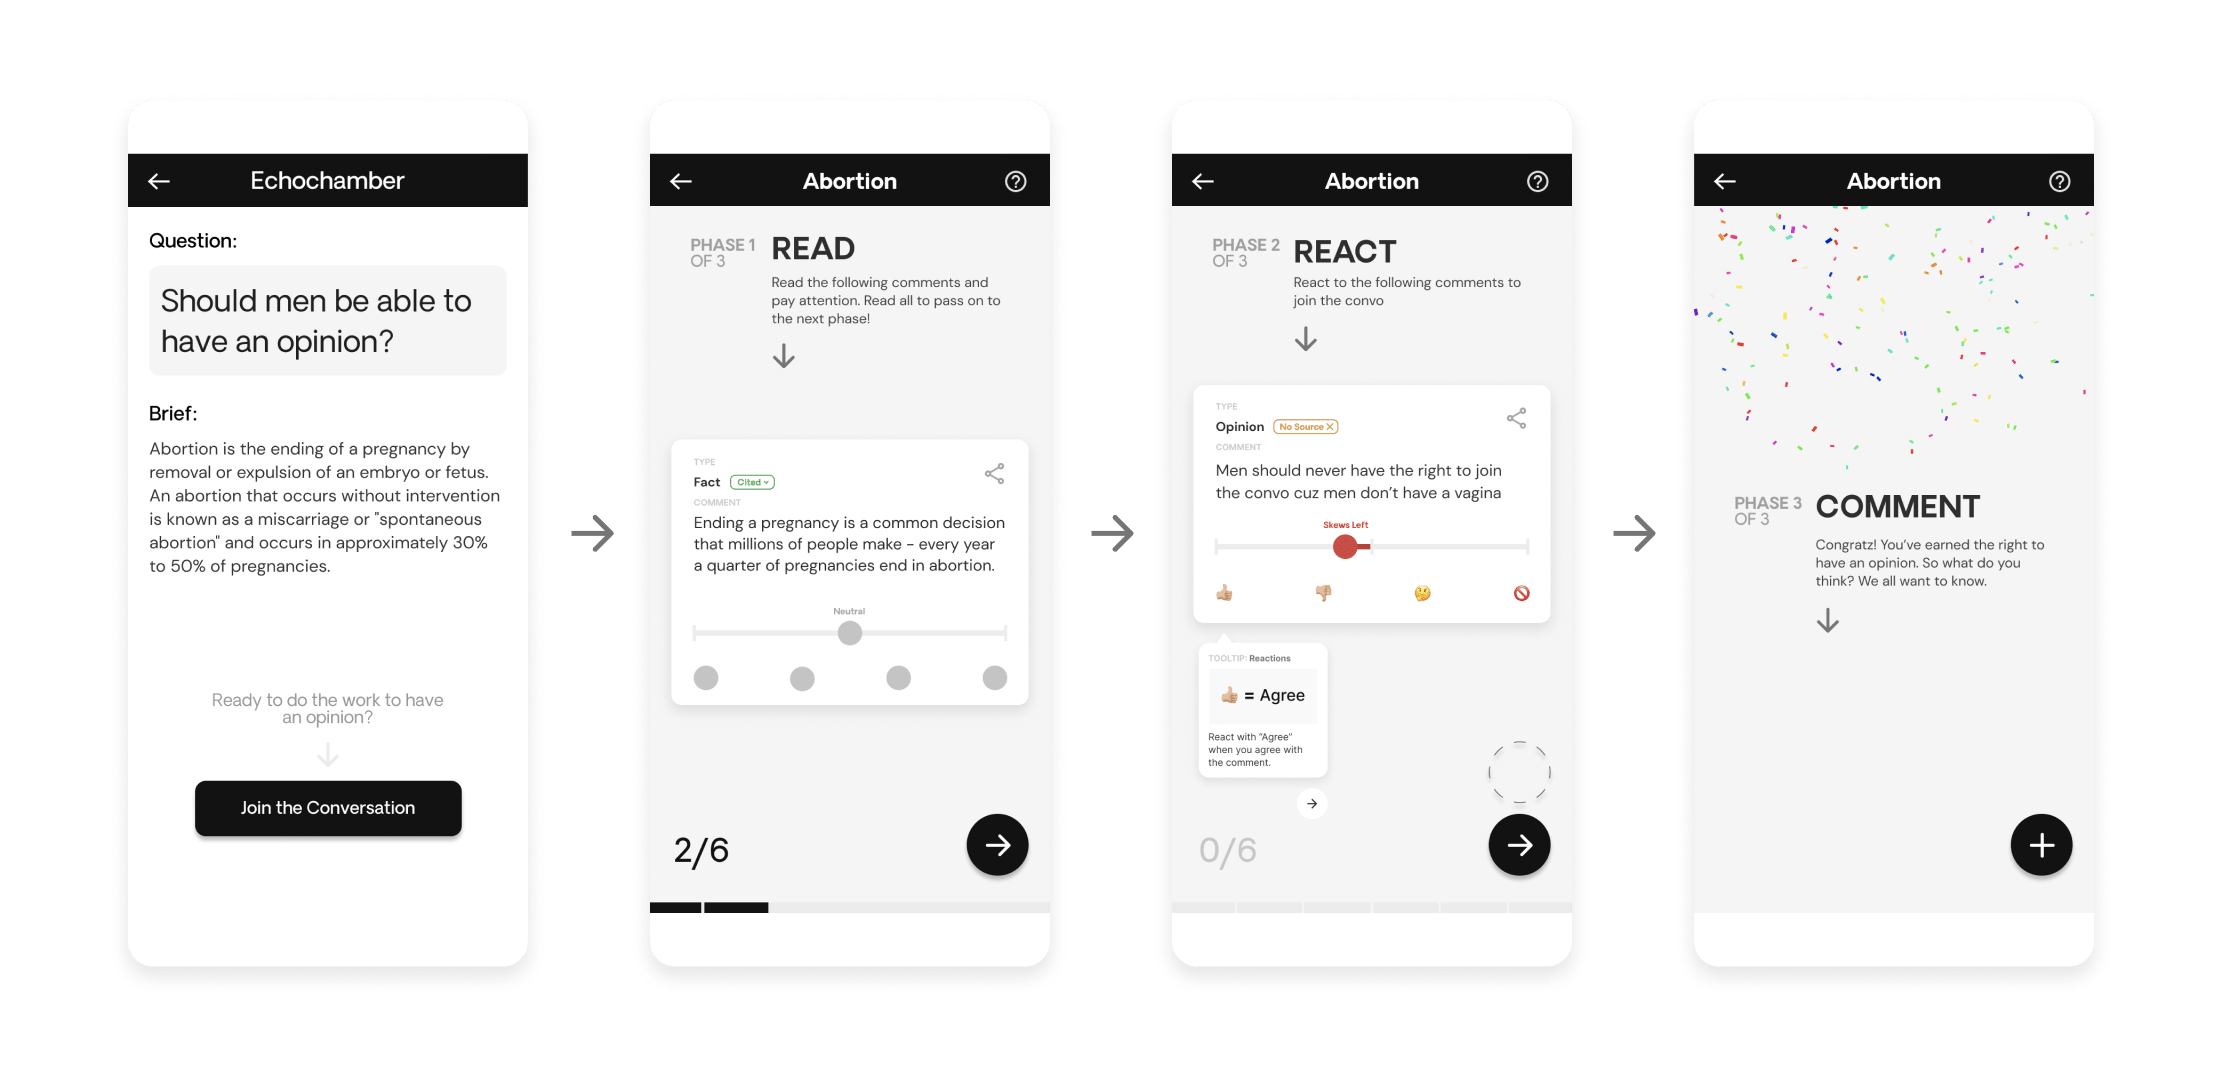 Echochamber
Question:
Should men be able to
have an opinion?
Brief:
Abortion is the ending of a pregnancy by
removal or expulsion of an embryo or fetus.
An abortion that occurs without intervention
is known as a miscarriage or "spontaneous
abortion" and occurs in approximately 30%
to 50% of pregnancies.
Ready to do the work to have
an opinion?
Join the Conversation
Abortion
PHASE 1
OF 3
READ
Read the following comments and
pay attention. Read all to pass on to
the next phase!
TYPE
Fact Cited
COMMENT
Ending a pregnancy is a common decision
that millions of people make - every year
a quarter of pregnancies end in abortion.
Neutral
2/6
Abortion
PHASE 2
OF 3
REACT
React to the following comments to
join the convo
TYPE
Opinion No Source
COMMENT
Men should never have the right to join
the convo cuz men don't have a vagina
Skews Left
TOOLTIP: Reactions
= Agree
React with "Agree"
when you agree with
the comment.
0/6
Abortion
PHASE 3
OF 3
COMMENT
Congratz! You've earned the right to
have an opinion. So what do you
think? We all want to know.